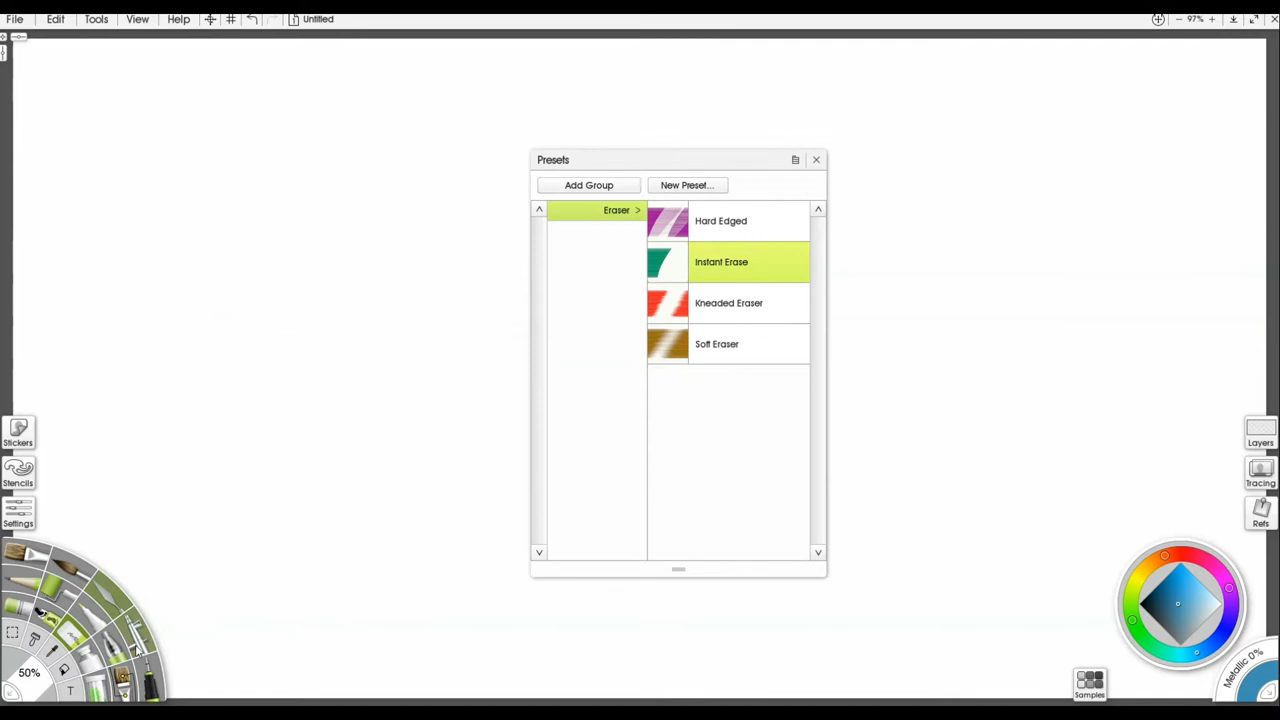 File Edit Tools View Help Untitled 97%
Presets
Add Group New Preset...
Eraser >
Hard Edged
Instant Erase
Kneaded Eraser
Soft Eraser
Stickers
Stencils
Settings
50%
T
Layers
Tracing
Refs
Samples
Metallic 0%